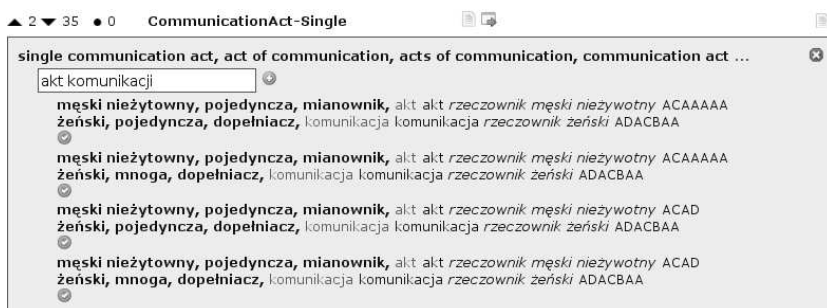 ▲ 2 ▼ 35 ● 0 CommunicationAct-Single
single communication act, act of communication, acts of communication, communication act ...
akt komunikacji
męski nieżytowny, pojedyncza, mianownik, akt akt rzeczownik męski nieżywotny ACAAAAA
żeński, pojedyncza, dopełniacz, komunikacja komunikacja rzeczownik żeński ADACBAA
męski nieżytowny, pojedyncza, mianownik, akt akt rzeczownik męski nieżywotny ACAAAAA
żeński, mnoga, dopełniacz, komunikacja komunikacja rzeczownik żeński ADACBAA
męski nieżytowny, pojedyncza, mianownik, akt akt rzeczownik męski nieżywotny ACAD
żeński, pojedyncza, dopełniacz, komunikacja komunikacja rzeczownik żeński ADACBAA
męski nieżytowny, pojedyncza, mianownik, akt akt rzeczownik męski nieżywotny ACAD
żeński, mnoga, dopełniacz, komunikacja komunikacja rzeczownik żeński ADACBAA